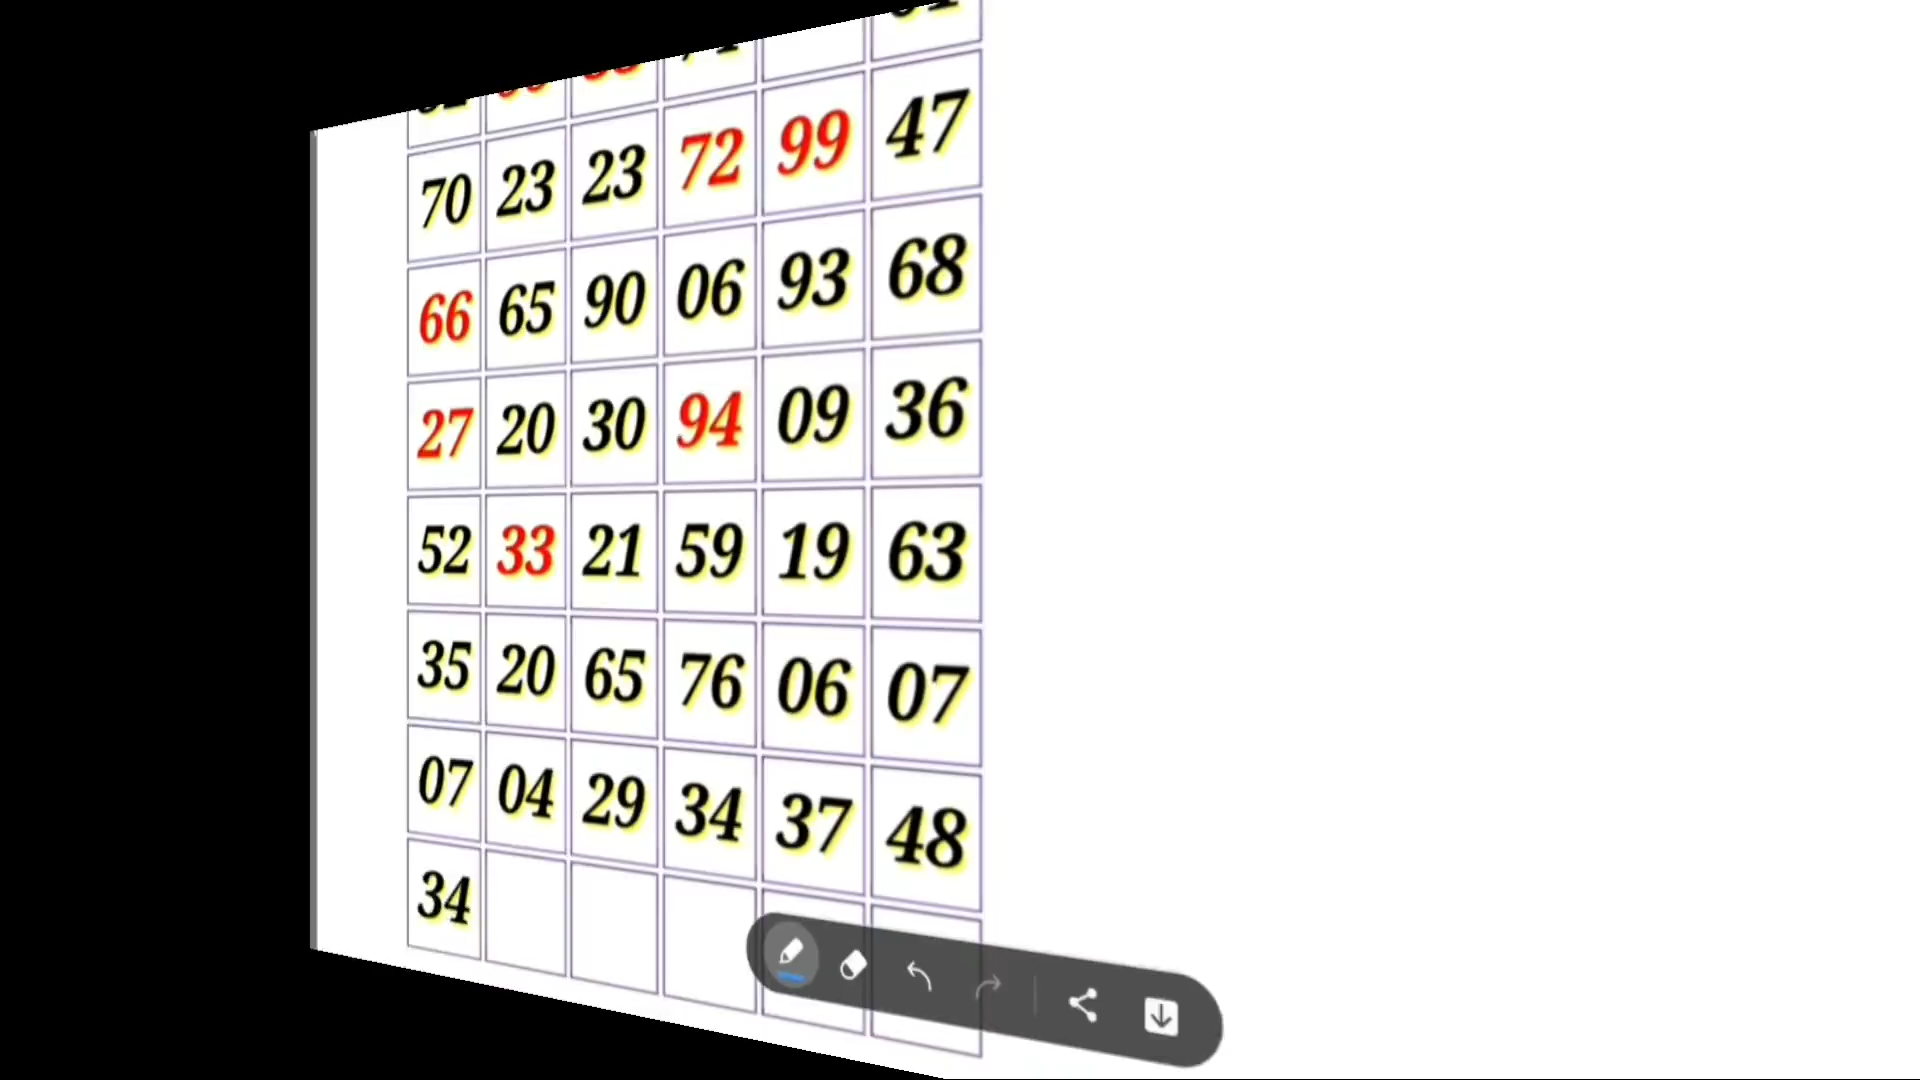 70 23 23 72 99 47
66 65 90 06 93 68
27 20 30 94 09 36
52 33 21 59 19 63
35 20 65 76 06 07
07 04 29 34 37 48
34